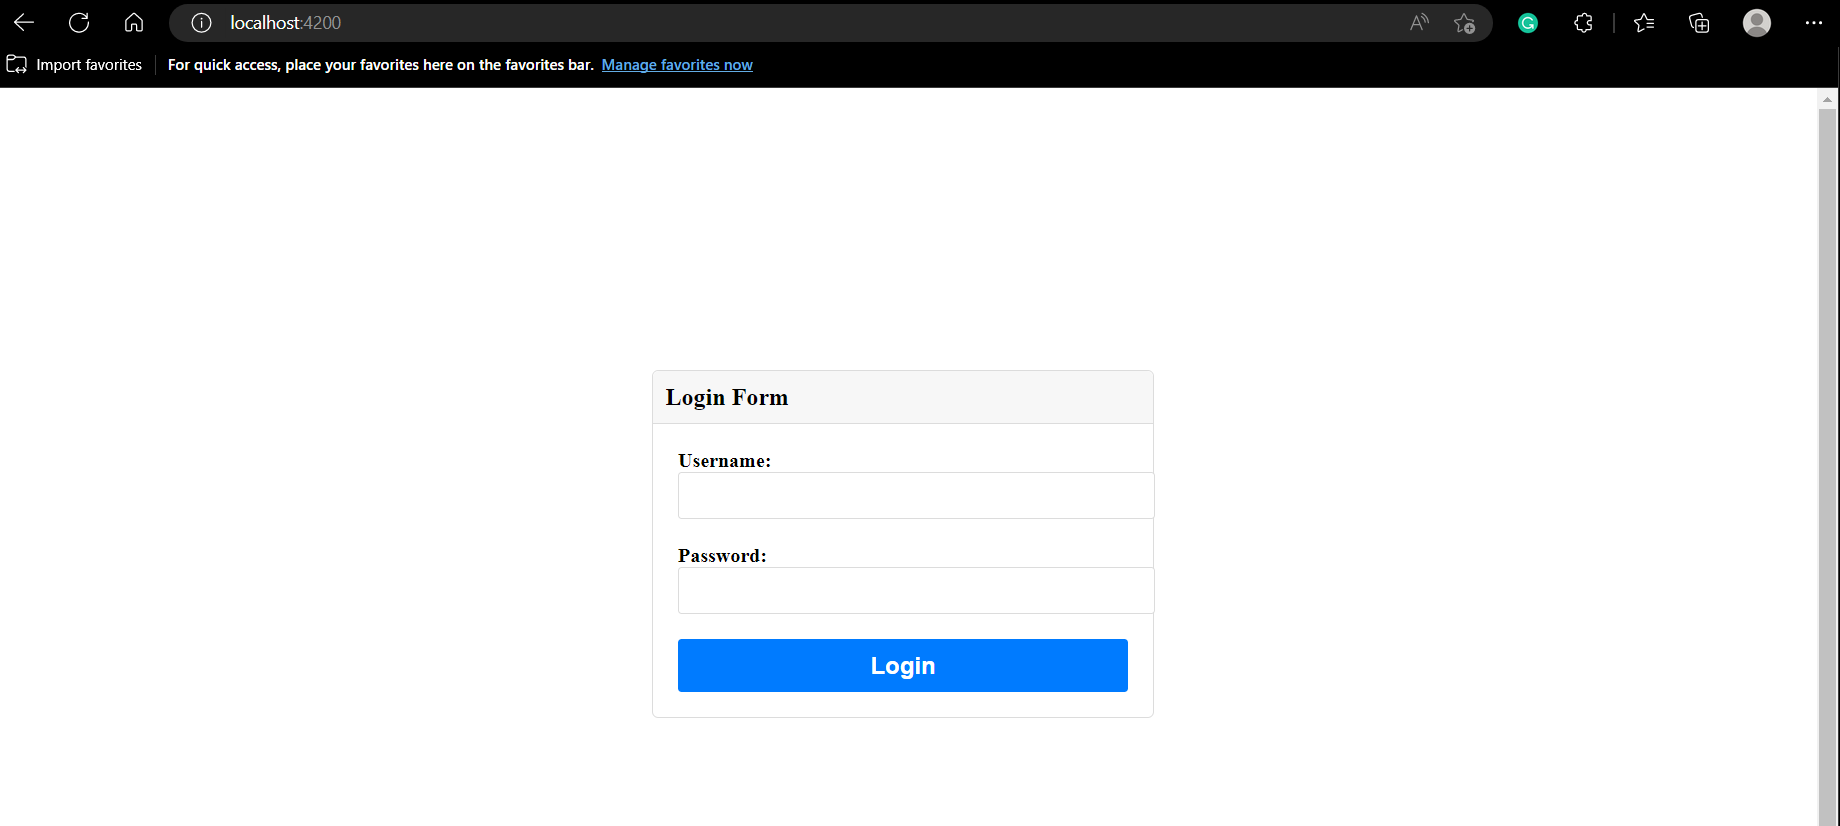 localhost:4200
Import favorites For quick access, place your favorites here on the favorites bar. Manage favorites now
Login Form
Username:
Password:
Login